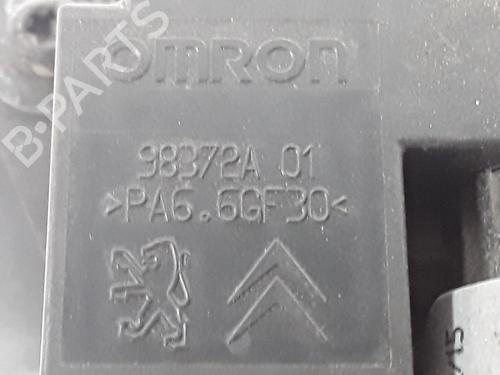 OMRON
98372A 01
>PA6.6GF30<
B-PARTS